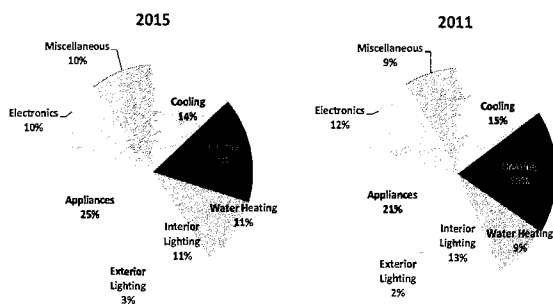 2015
Miscellaneous
10%
Cooling
14%
Electronics
10%
Appliances
25%
Water Heating
11%
Interior
Lighting
11%
Exterior
Lighting
3%
2011
Miscellaneous
9%
Cooling
15%
Electronics
12%
Heating
Appliances
21%
Water Heating
9%
Interior
Lighting
13%
Exterior
Lighting
2%